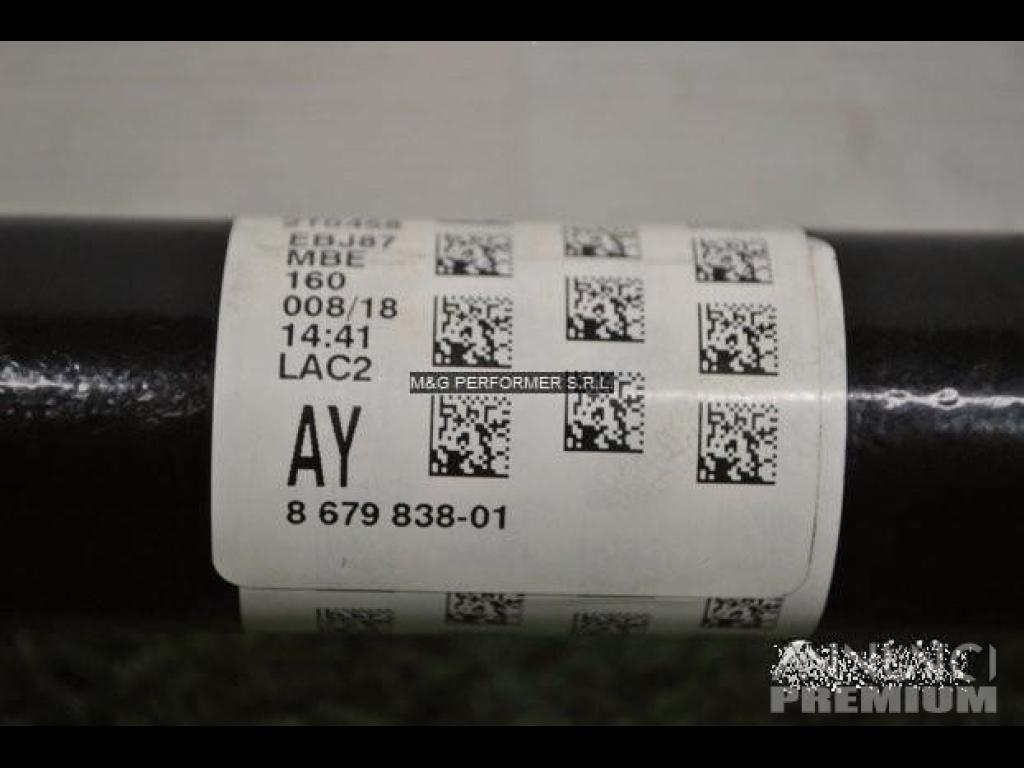 EBJ87
MBE
160
008/18
14:41
LAC2
M&G PERFORMER S.R.L.
AY
8 679 838-01
PREMIUM